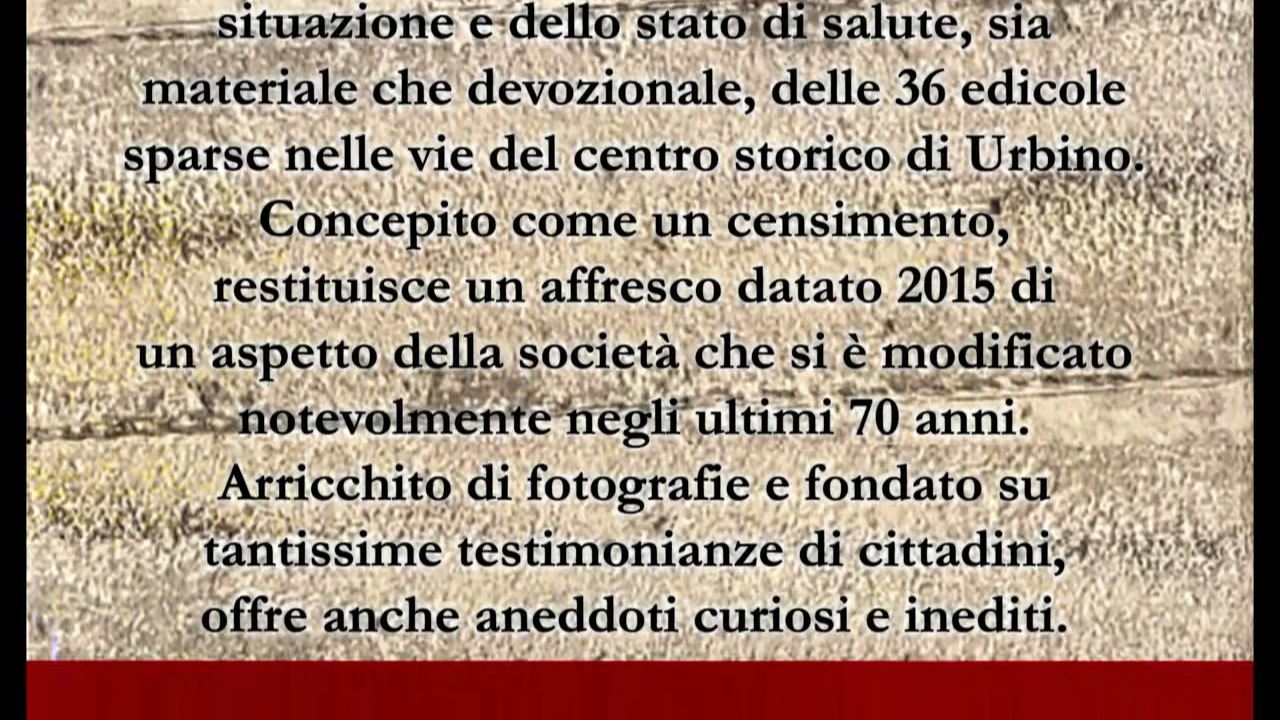 situazione e dello stato di salute, sia
materiale che devozionale, delle 36 edicole
sparse nelle vie del centro storico di Urbino.
Concepito come un censimento,
restituisce un affresco datato 2015 di
un aspetto della società che si è modificato
notevolmente negli ultimi 70 anni.
Arricchito di fotografie e fondato su
tantissime testimonianze di cittadini,
offre anche aneddoti curiosi e inediti.